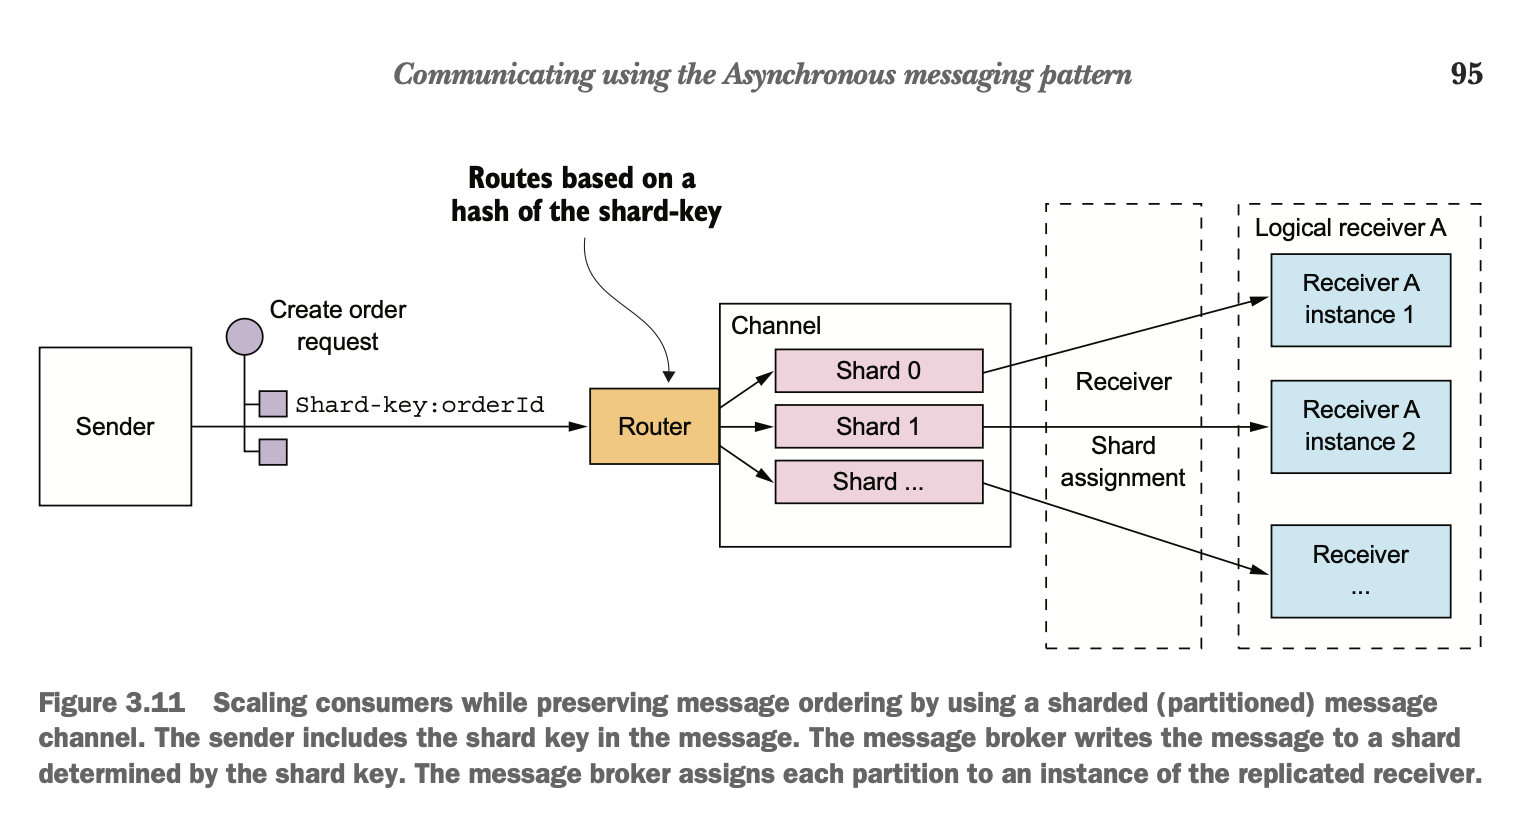 Communicating using the Asynchronous messaging pattern 95
Routes based on a
hash of the shard-key
Create order
request
Sender
Shard-key:orderId
Router
Channel
Shard 0
Shard 1
Shard ...
Receiver
Shard
assignment
Logical receiver A
Receiver A
instance 1
Receiver A
instance 2
Receiver
...
Figure 3.11 Scaling consumers while preserving message ordering by using a sharded (partitioned) message
channel. The sender includes the shard key in the message. The message broker writes the message to a shard
determined by the shard key. The message broker assigns each partition to an instance of the replicated receiver.